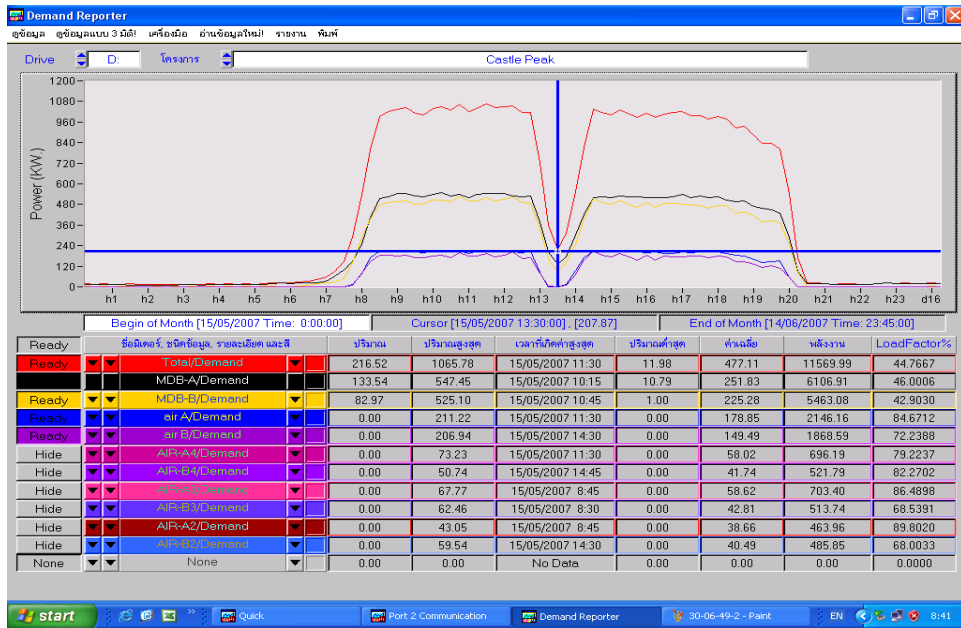 Demand Reporter
ดูข้อมูล ดูข้อมูลแบบ 3 มิติ! เครื่องมือ อ่านข้อมูลใหม่! รายงาน พิมพ์
Drive D: โครงการ Castle Peak
1200
1080
960
840
720
600
480
360
240
120
0
Power (KW.)
h1 h2 h3 h4 h5 h6 h7 h8 h9 h10 h11 h12 h13 h14 h15 h16 h17 h18 h19 h20 h21 h22 h23 d16
Begin of Month [15/05/2007 Time: 0:00:00] Cursor [15/05/2007 13:30:00] , [207.87] End of Month [14/06/2007 Time: 23:45:00]
Ready ชื่อมิเตอร์, ชนิดข้อมูล, รายละเอียด และสี ปริมาณ ปริมาณสูงสุด เวลาที่เกิดค่าสูงสุด ปริมาณต่ำสุด ค่าเฉลี่ย พลังงาน LoadFactor%
Ready Total/Demand 216.52 1065.78 15/05/2007 11:30 11.98 477.11 11569.99 44.7667
MDB-A/Demand 133.54 547.45 15/05/2007 10:15 10.79 251.83 6106.91 46.0006
Ready MDB-B/Demand 82.97 525.10 15/05/2007 10:45 1.00 225.28 5463.08 42.9030
Ready air A/Demand 0.00 211.22 15/05/2007 11:30 0.00 178.85 2146.16 84.6712
Ready air B/Demand 0.00 206.94 15/05/2007 14:30 0.00 149.49 1868.59 72.2388
Hide AIR-A4/Demand 0.00 73.23 15/05/2007 11:30 0.00 58.02 696.19 79.2237
Hide AIR-B4/Demand 0.00 50.74 15/05/2007 14:45 0.00 41.74 521.79 82.2702
Hide 0.00 67.77 15/05/2007 8:45 0.00 58.62 703.40 86.4898
Hide AIR-B3/Demand 0.00 62.46 15/05/2007 8:30 0.00 42.81 513.74 68.5391
Hide AIR-A2/Demand 0.00 43.05 15/05/2007 8:45 0.00 38.66 463.96 89.8020
Hide AIR-B2/Demand 0.00 59.54 15/05/2007 14:30 0.00 40.49 485.85 68.0033
None None 0.00 0.00 No Data 0.00 0.00 0.00 0.0000
start Quick Port 2 Communication Demand Reporter 30-06-49-2 - Paint EN 8:41